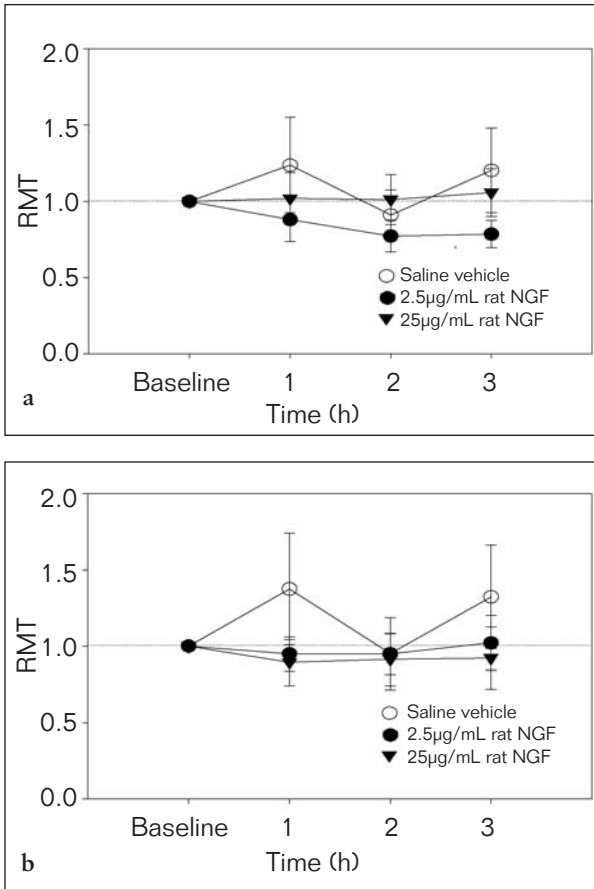 2.0
1.5
RMT
1.0
0.5
0.0
Saline vehicle
2.5µg/mL rat NGF
25µg/mL rat NGF
Baseline 1 2 3
Time (h)
a
2.0
1.5
RMT
1.0
0.5
0.0
Saline vehicle
2.5µg/mL rat NGF
25µg/mL rat NGF
Baseline 1 2 3
Time (h)
b